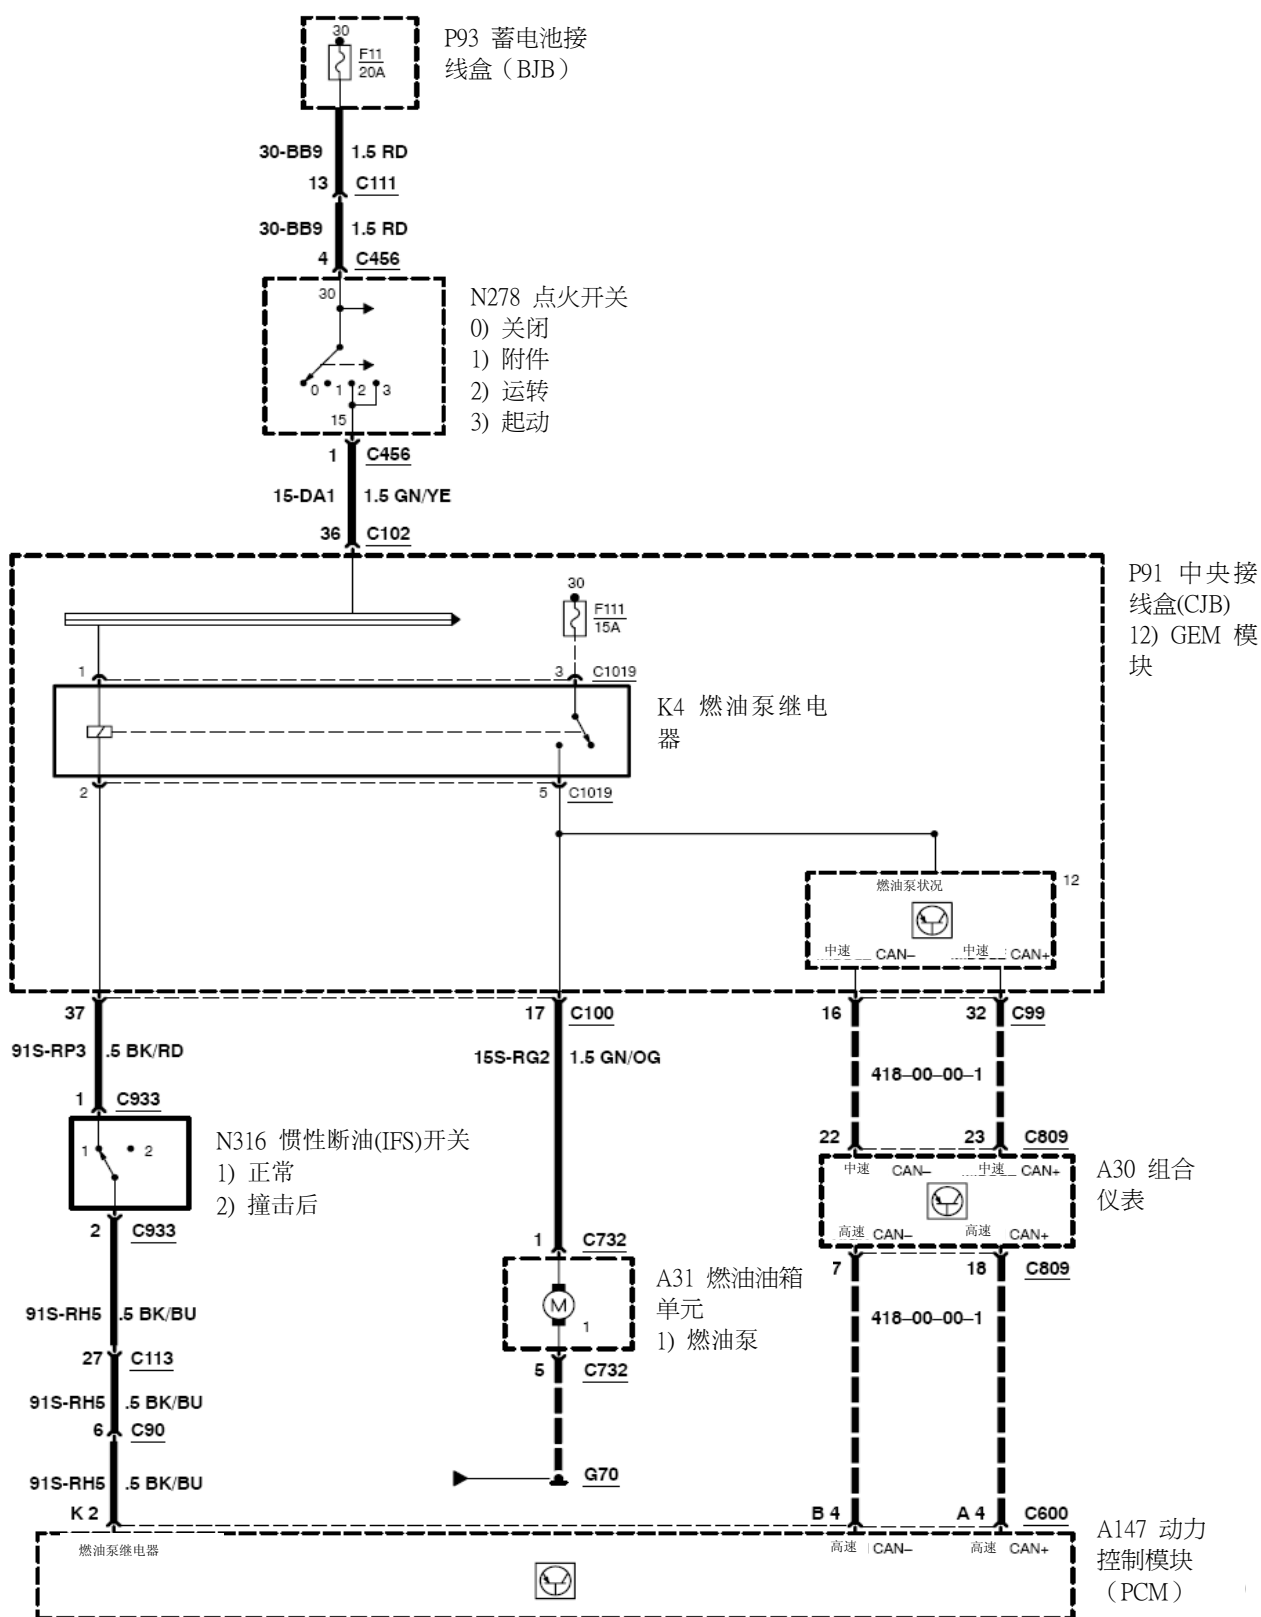 30
F11
20A
P93 蓄电池接
线盒（BJB）
30-BB9 1.5 RD
13 C111
30-BB9 1.5 RD
4 C456
30
N278 点火开关
0) 关闭
1) 附件
2) 运转
3) 起动
0 1 2 3
15
1 C456
15-DA1 1.5 GN/YE
36 C102
P91 中央接
线盒(CJB)
12) GEM 模
块
30
F111
15A
1 3 C1019
K4 燃油泵继电
器
2 5 C1019
燃油泵状况 12
中速 CAN– 中速 CAN+
37 17 C100 16 32 C99
91S-RP3 .5 BK/RD 15S-RG2 1.5 GN/OG
418–00–00–1
1 C933
1 2
N316 惯性断油(IFS)开关
1) 正常
2) 撞击后
22 23 C809
中速 CAN– 中速 CAN+
A30 组合
仪表
高速 CAN– 高速 CAN+
2 C933
1 C732
7 18 C809
M
1
A31 燃油油箱
单元
1) 燃油泵
91S-RH5 .5 BK/BU
418–00–00–1
27 C113
5 C732
91S-RH5 .5 BK/BU
6 C90
G70
91S-RH5 .5 BK/BU
K 2 B 4 A 4 C600
燃油泵继电器 高速 CAN– 高速 CAN+
A147 动力
控制模块
（PCM）